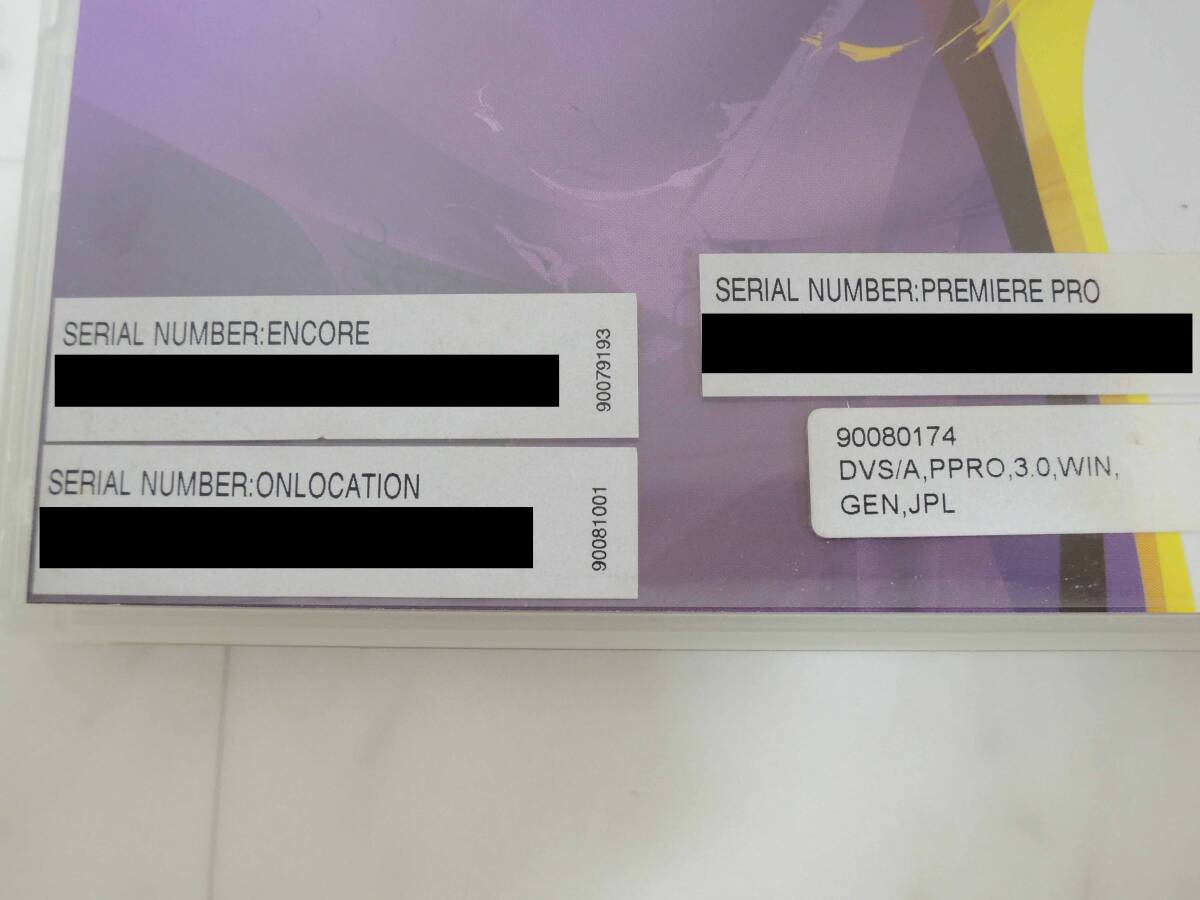 SERIAL NUMBER:ENCORE
90079193
SERIAL NUMBER:ONLOCATION
90081001
SERIAL NUMBER:PREMIERE PRO
90080174
DVS/A,PPRO,3.0,WIN,
GEN,JPL